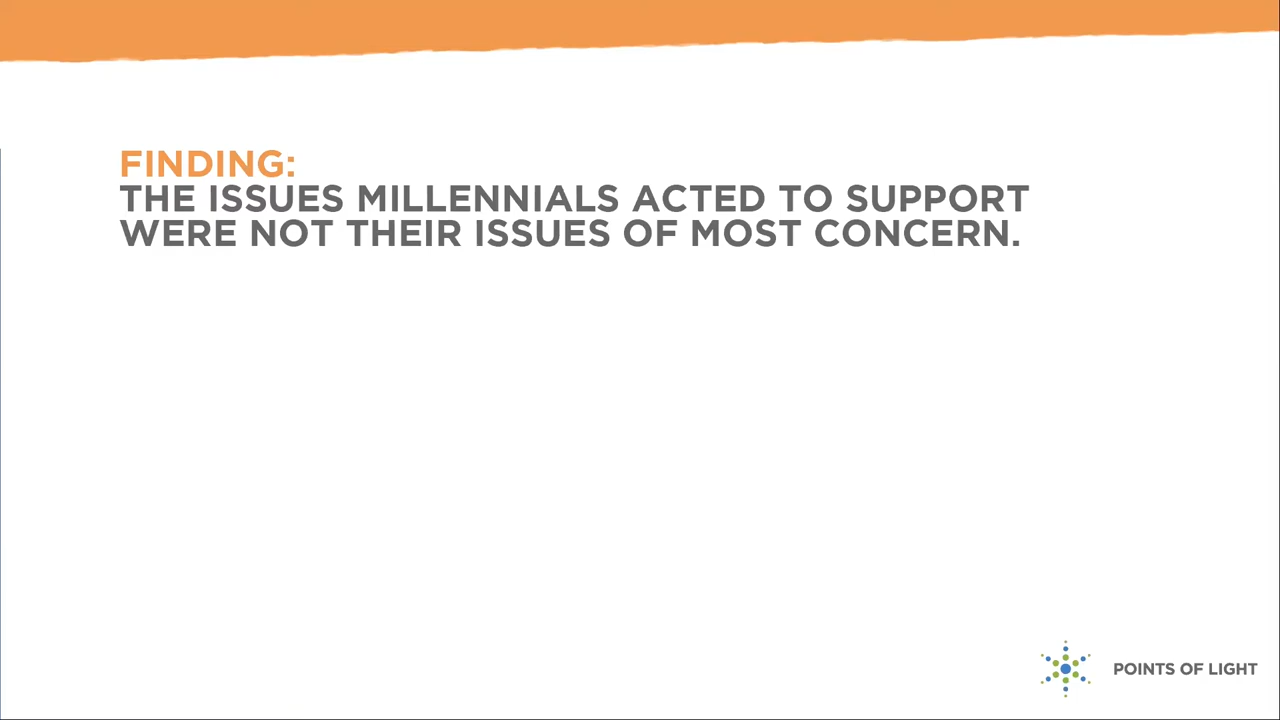 FINDING:
THE ISSUES MILLENNIALS ACTED TO SUPPORT
WERE NOT THEIR ISSUES OF MOST CONCERN.
POINTS OF LIGHT